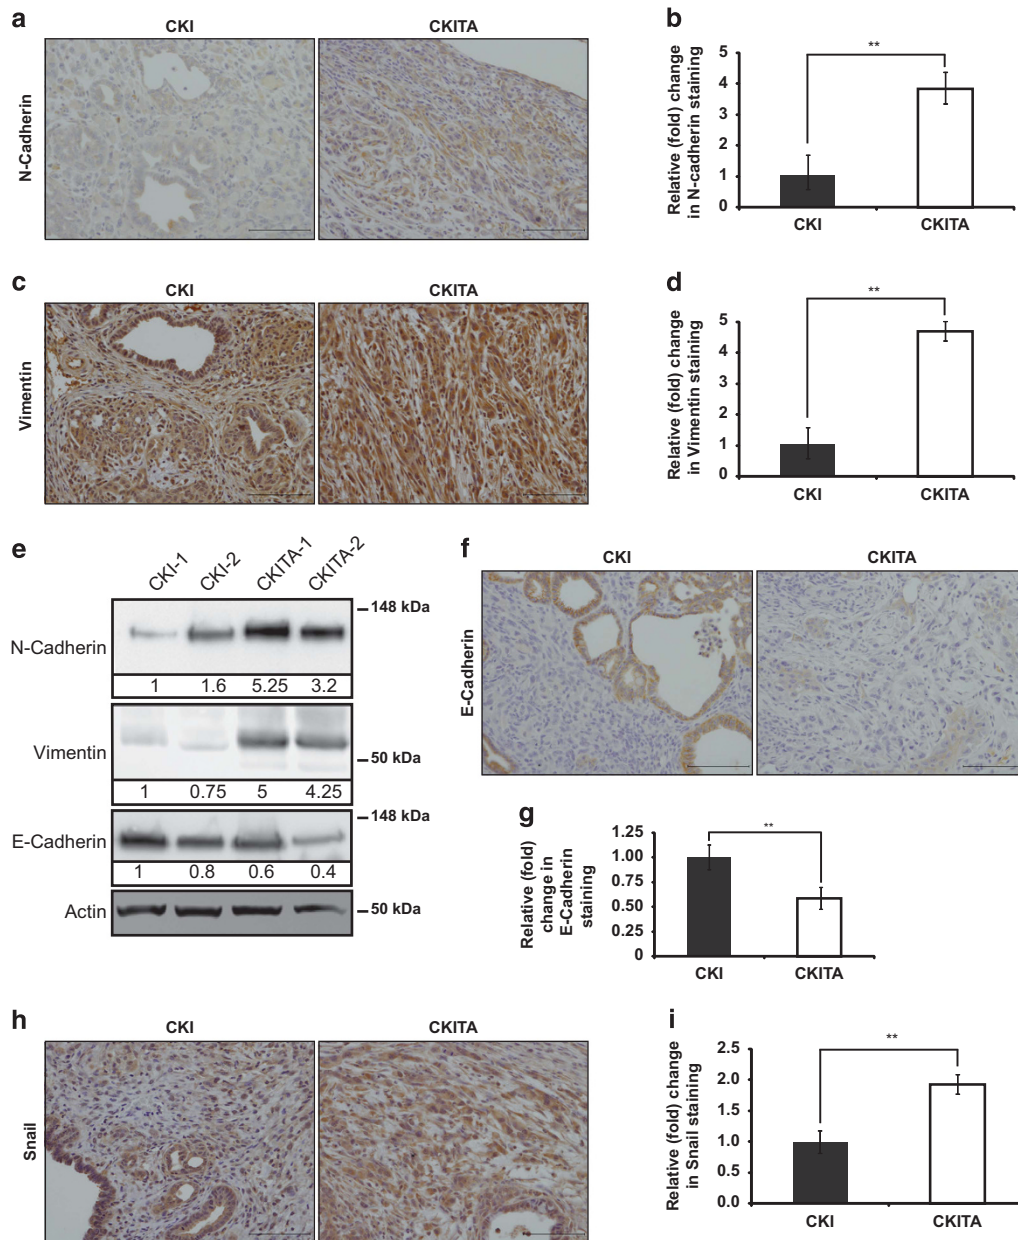 a
CKI
CKITA
N-Cadherin
b
Relative (fold) change
in N-cadherin staining
5
4
3
2
1
0
**
CKI
CKITA
c
CKI
CKITA
Vimentin
d
Relative (fold) change
in Vimentin staining
5
4
3
2
1
0
**
CKI
CKITA
e
CKI-1
CKI-2
CKITA-1
CKITA-2
N-Cadherin
148 kDa
1 1.6 5.25 3.2
Vimentin
50 kDa
1 0.75 5 4.25
E-Cadherin
148 kDa
1 0.8 0.6 0.4
Actin
50 kDa
f
CKI
CKITA
E-Cadherin
g
Relative (fold)
change in
E-Cadherin
staining
1.25
1.00
0.75
0.50
0.25
0
**
CKI
CKITA
h
CKI
CKITA
Snail
i
Relative (fold) change
in Snail staining
2.5
2.0
1.5
1.0
0.5
0.0
**
CKI
CKITA